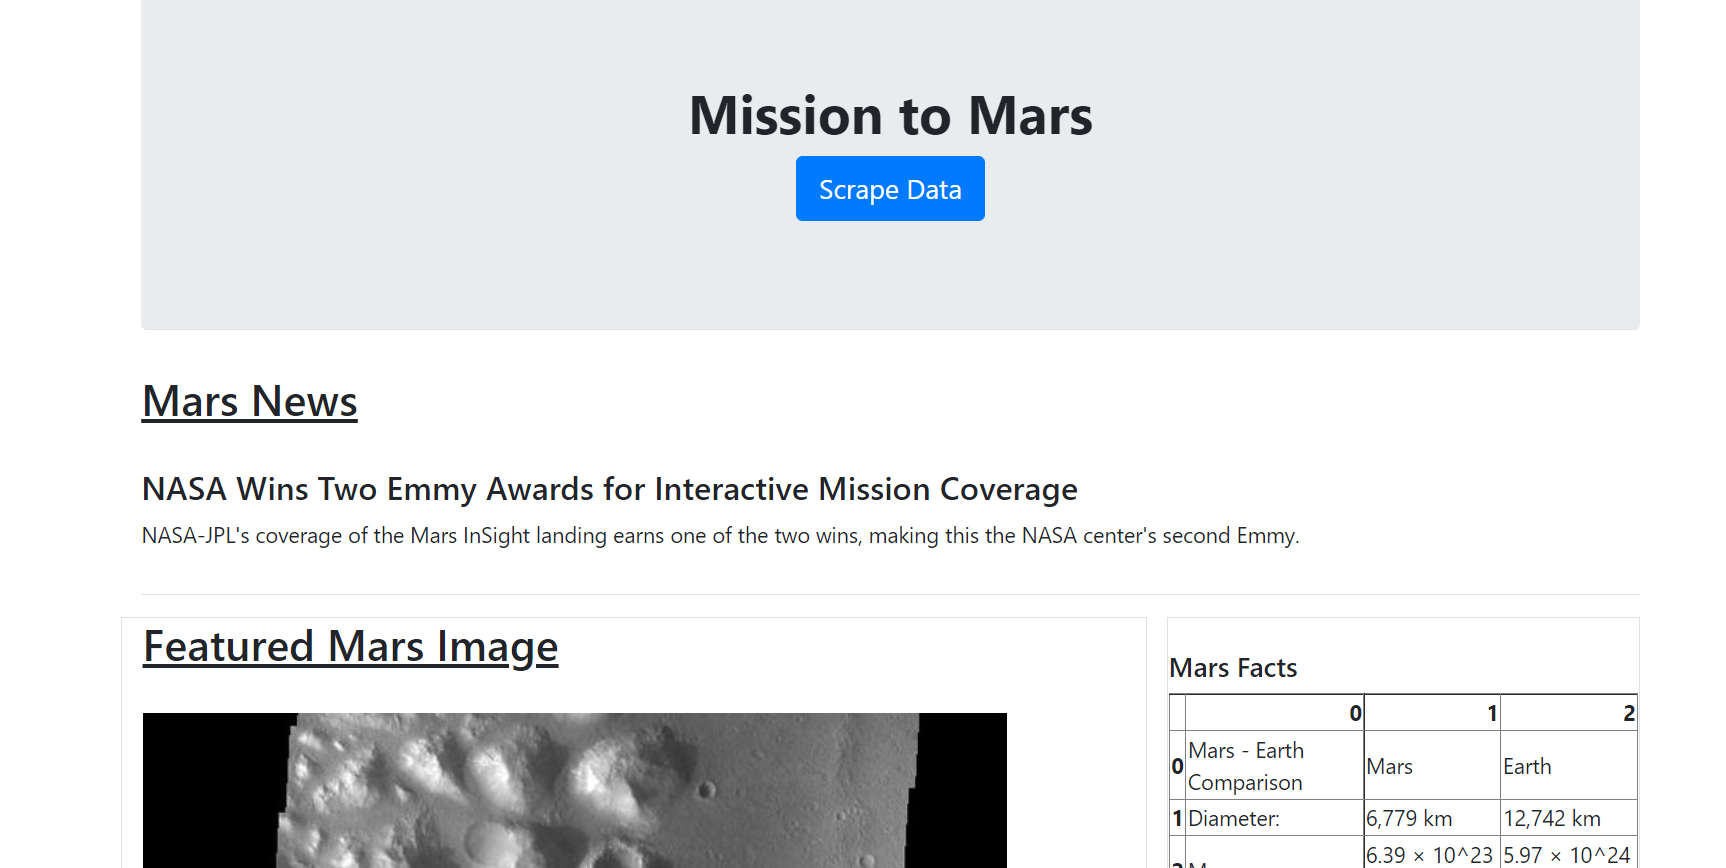 Mission to Mars
Scrape Data
Mars News
NASA Wins Two Emmy Awards for Interactive Mission Coverage
NASA-JPL's coverage of the Mars InSight landing earns one of the two wins, making this the NASA center's second Emmy.
Featured Mars Image
Mars Facts
0 1 2
0 Mars - Earth Comparison Mars Earth
1 Diameter: 6,779 km 12,742 km
6.39 × 10^23 5.97 × 10^24